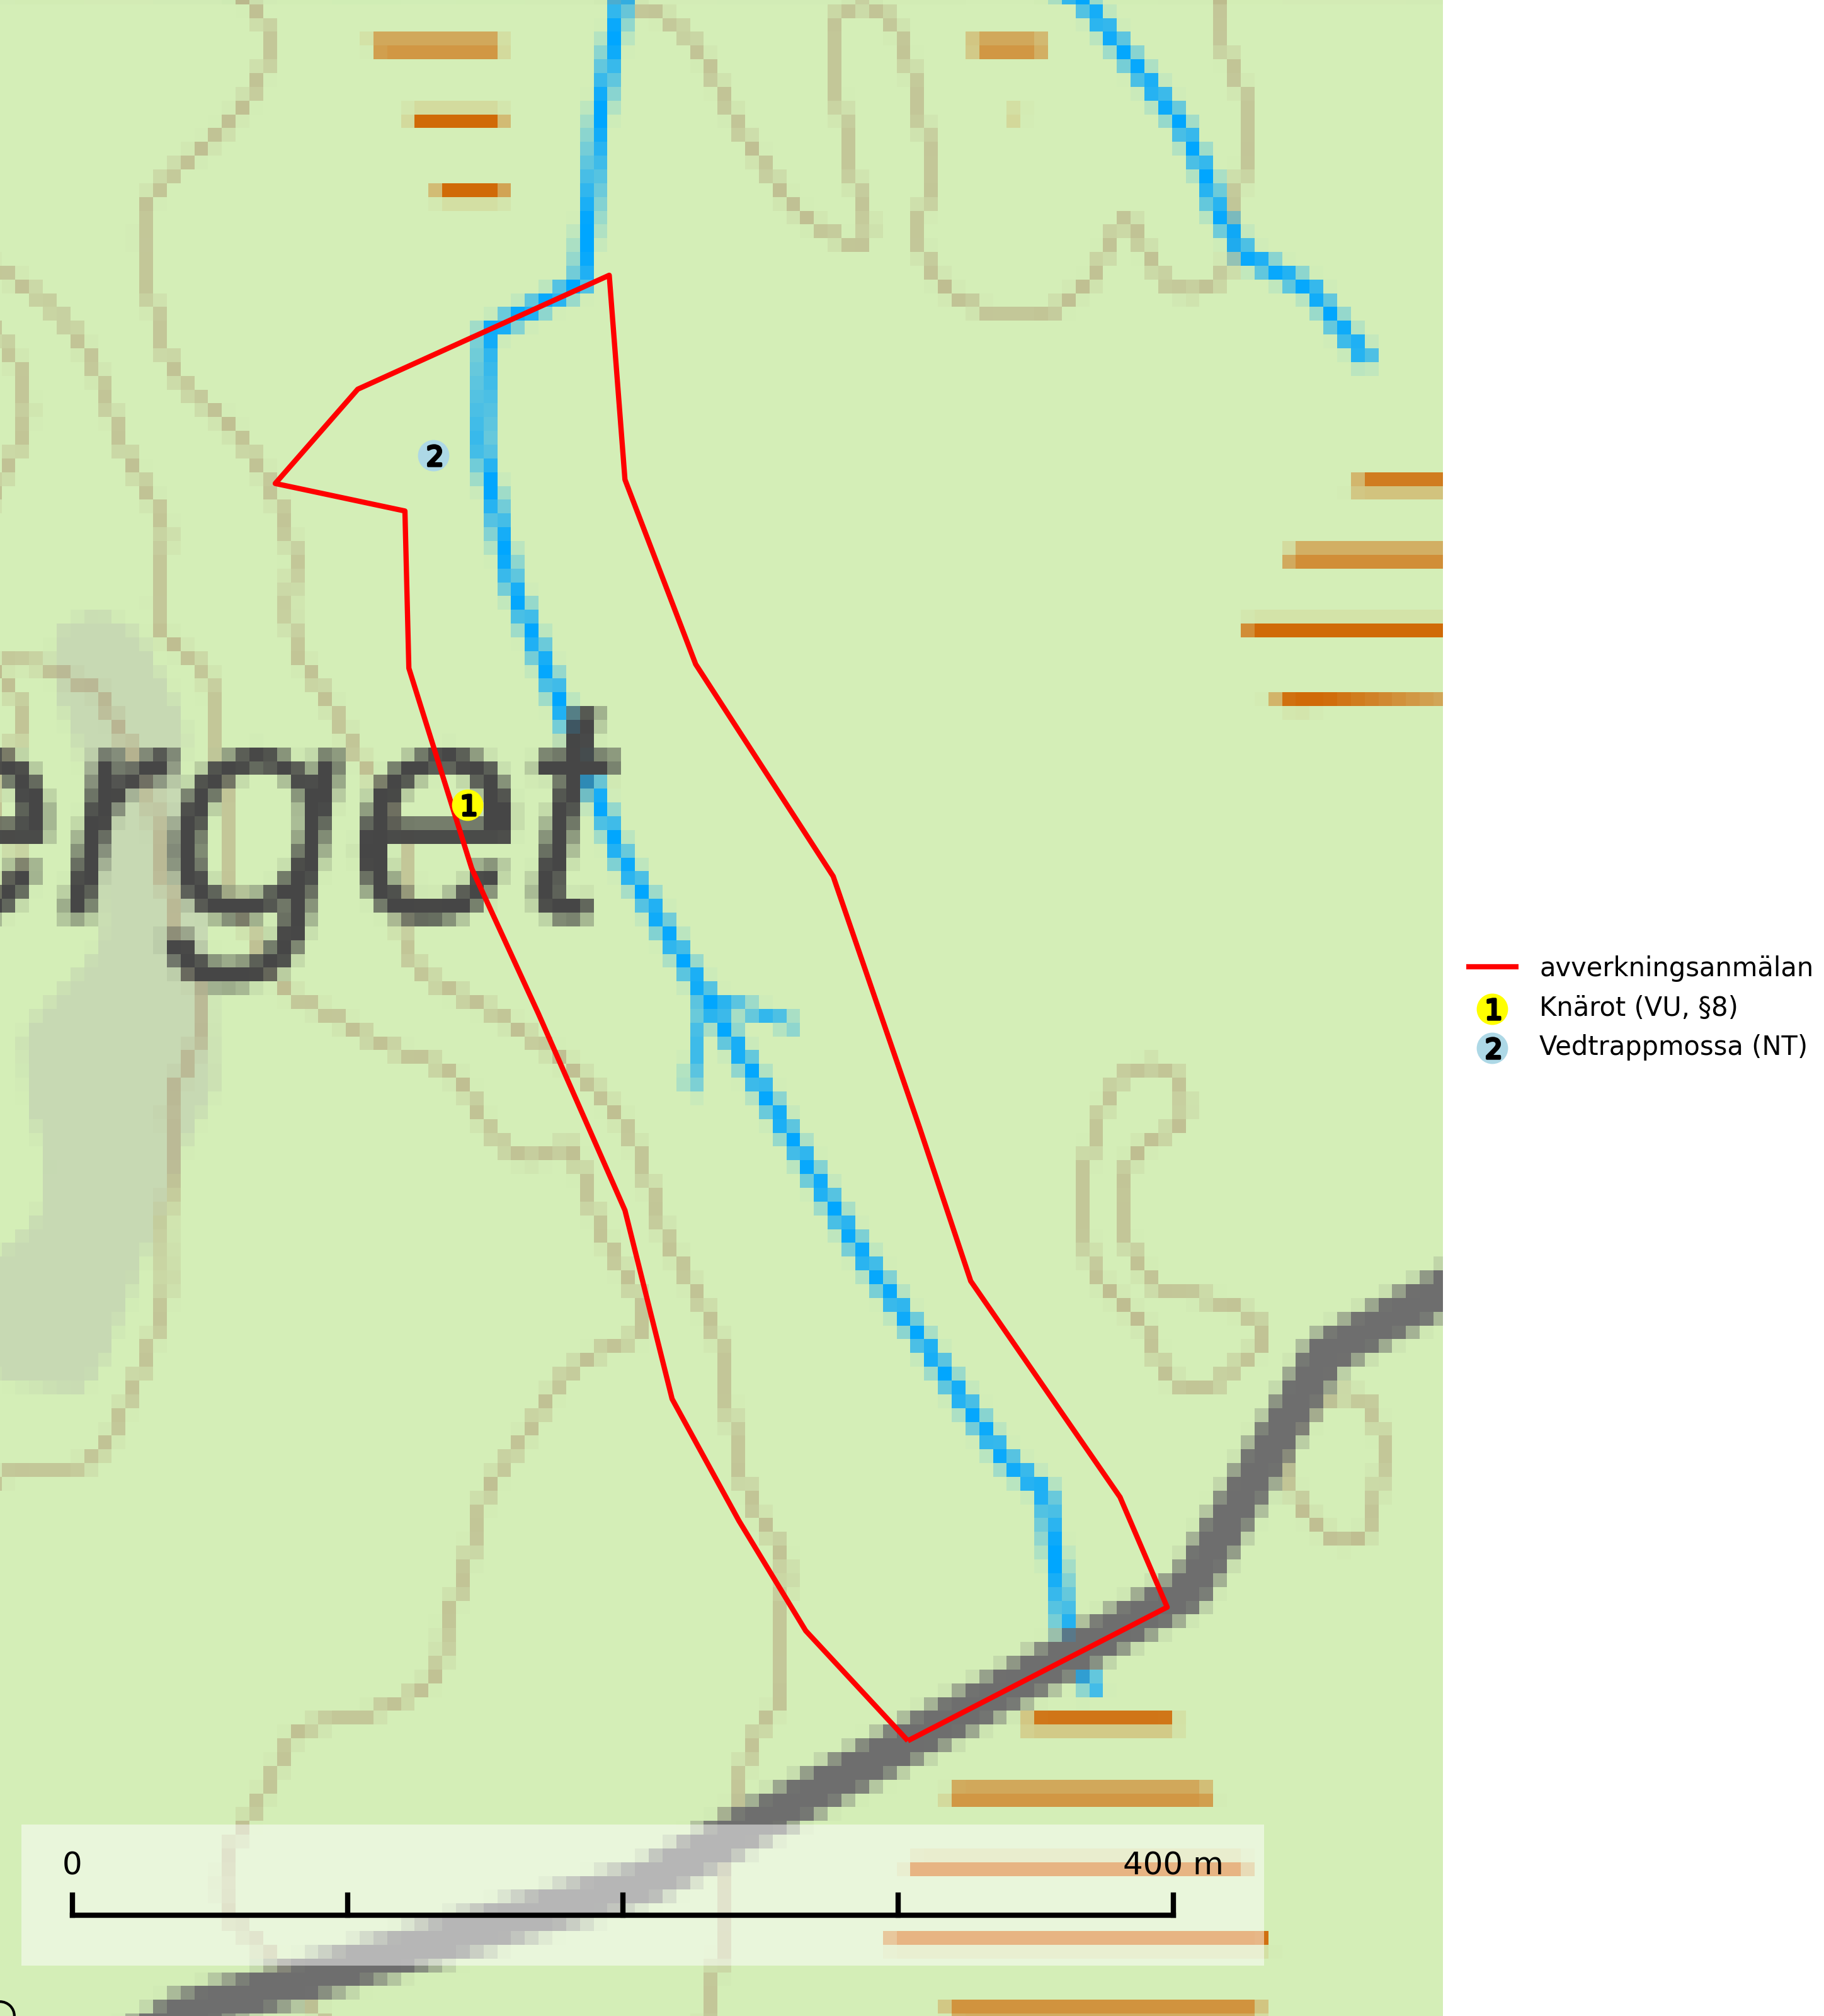 2
erget
1
avverkningsanmälan
1 Knärot (VU, §8)
2 Vedtrappmossa (NT)
0 400 m